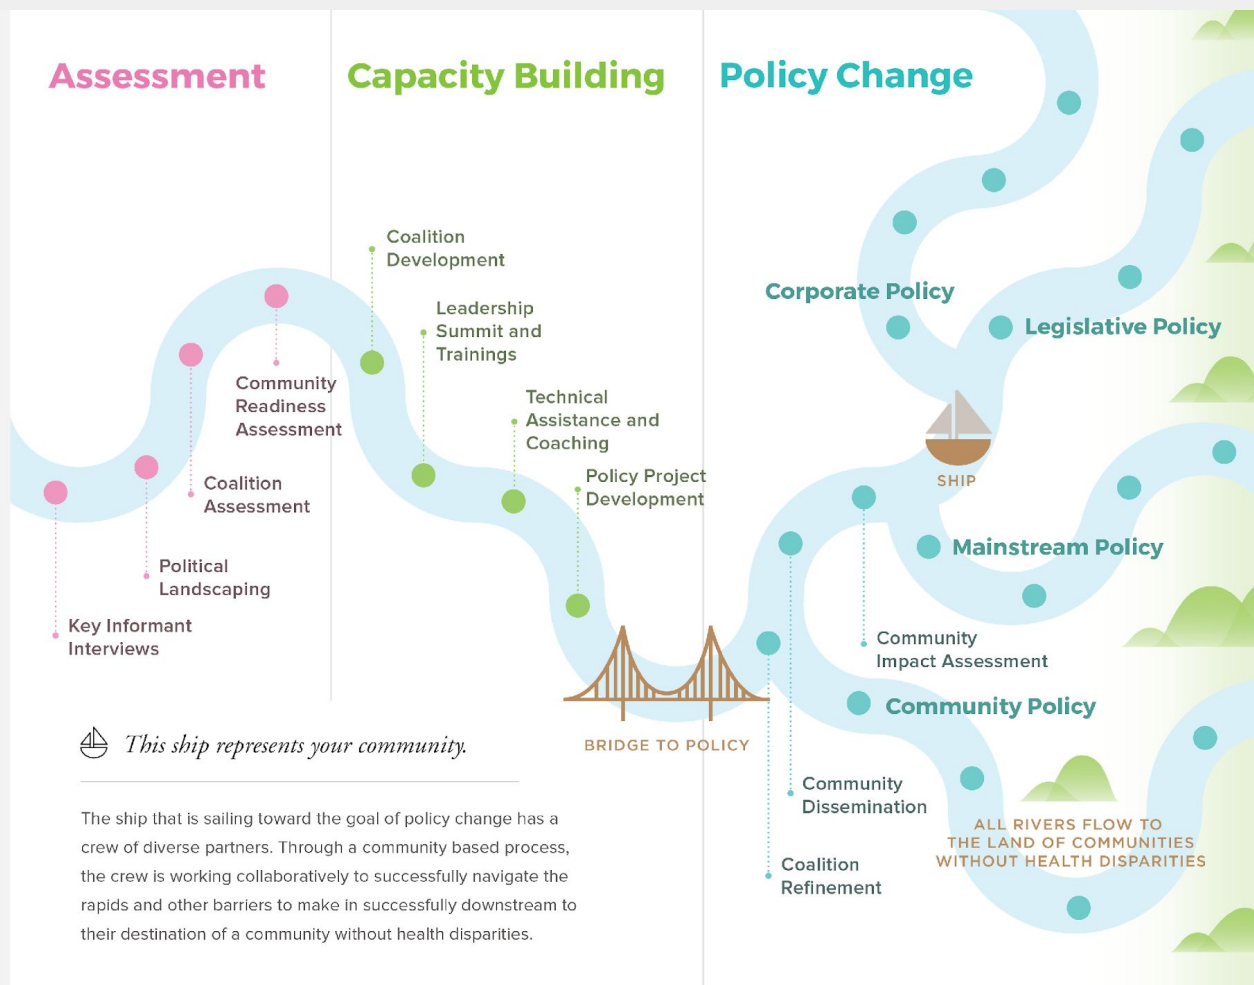 Assessment
Capacity Building
Policy Change
Coalition
Development
Leadership
Summit and
Trainings
Technical
Assistance and
Coaching
Policy Project
Development
Community
Readiness
Assessment
Coalition
Assessment
Political
Landscaping
Key Informant
Interviews
Corporate Policy
Legislative Policy
SHIP
Mainstream Policy
Community
Impact Assessment
Community Policy
BRIDGE TO POLICY
Community
Dissemination
Coalition
Refinement
ALL RIVERS FLOW TO
THE LAND OF COMMUNITIES
WITHOUT HEALTH DISPARITIES
This ship represents your community.
The ship that is sailing toward the goal of policy change has a
crew of diverse partners. Through a community based process,
the crew is working collaboratively to successfully navigate the
rapids and other barriers to make in successfully downstream to
their destination of a community without health disparities.